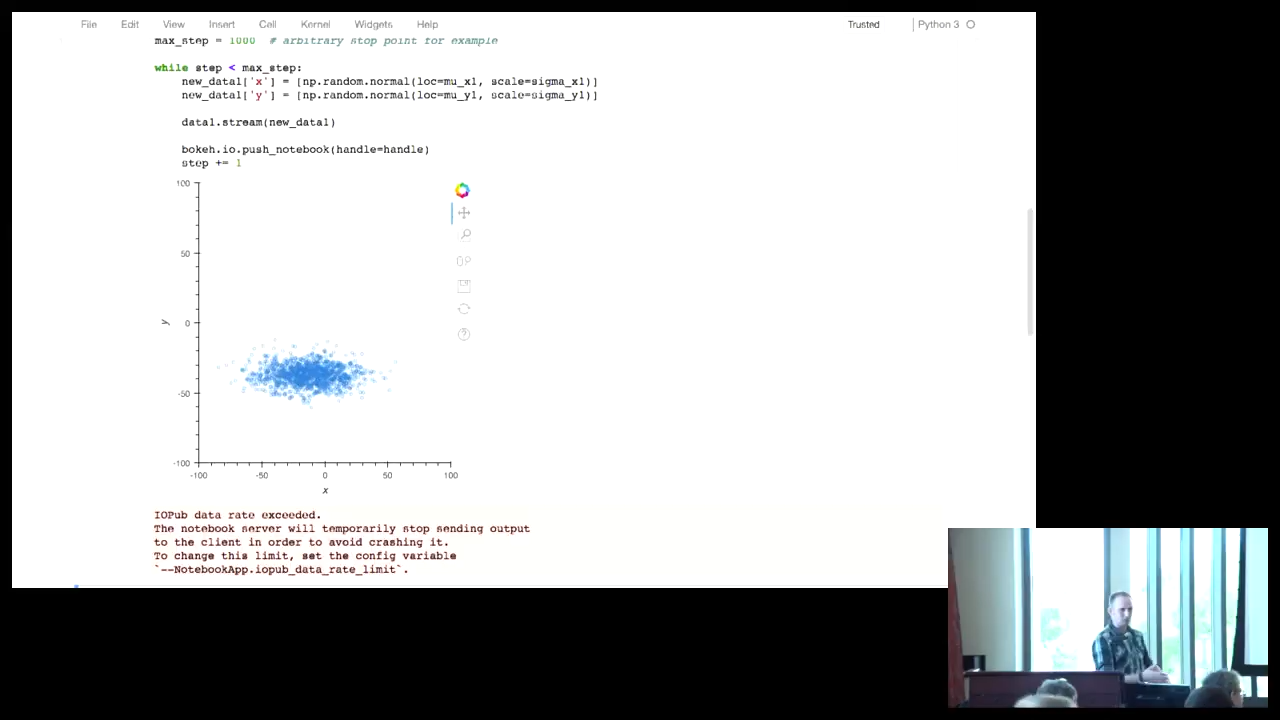 File Edit View Insert Cell Kernel Widgets Help Trusted Python 3
max_step = 1000 # arbitrary stop point for example
while step < max_step:
new_data1['x'] = [np.random.normal(loc=mu_x1, scale=sigma_x1)]
new_data1['y'] = [np.random.normal(loc=mu_y1, scale=sigma_y1)]
data1.stream(new_data1)
bokeh.io.push_notebook(handle=handle)
step += 1
100
50
y
0
-50
-100
-100 -50 0 50 100
x
IOPub data rate exceeded.
The notebook server will temporarily stop sending output
to the client in order to avoid crashing it.
To change this limit, set the config variable
`--NotebookApp.iopub_data_rate_limit`.